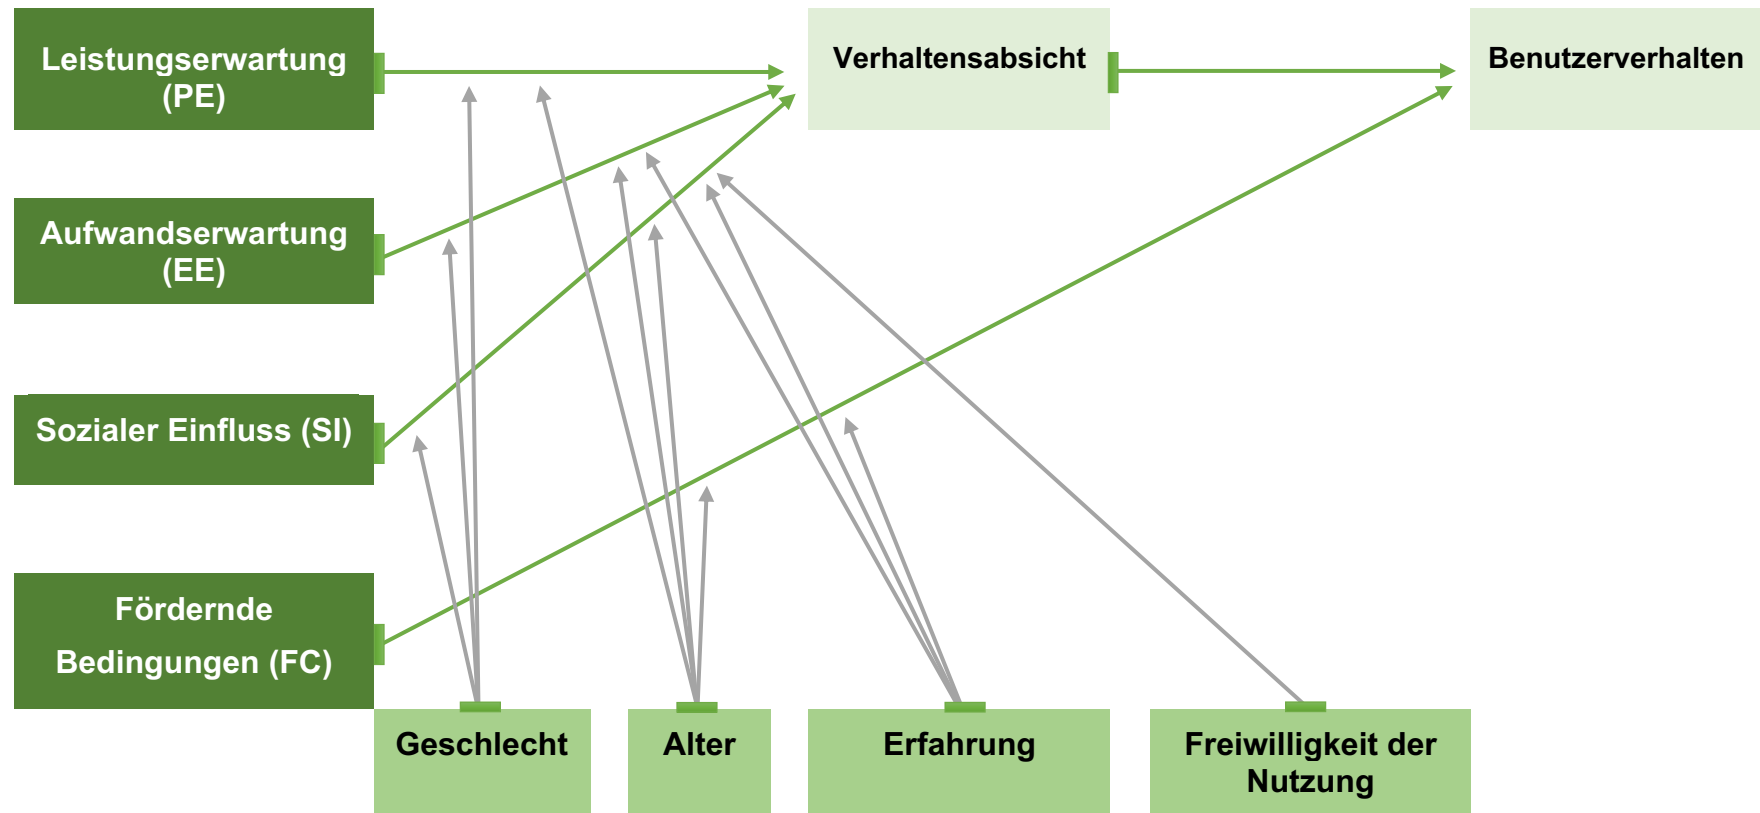 Leistungserwartung
(PE)
Verhaltensabsicht
Benutzerverhalten
Aufwandserwartung
(EE)
Sozialer Einfluss (SI)
Fördernde
Bedingungen (FC)
Geschlecht
Alter
Erfahrung
Freiwilligkeit der
Nutzung